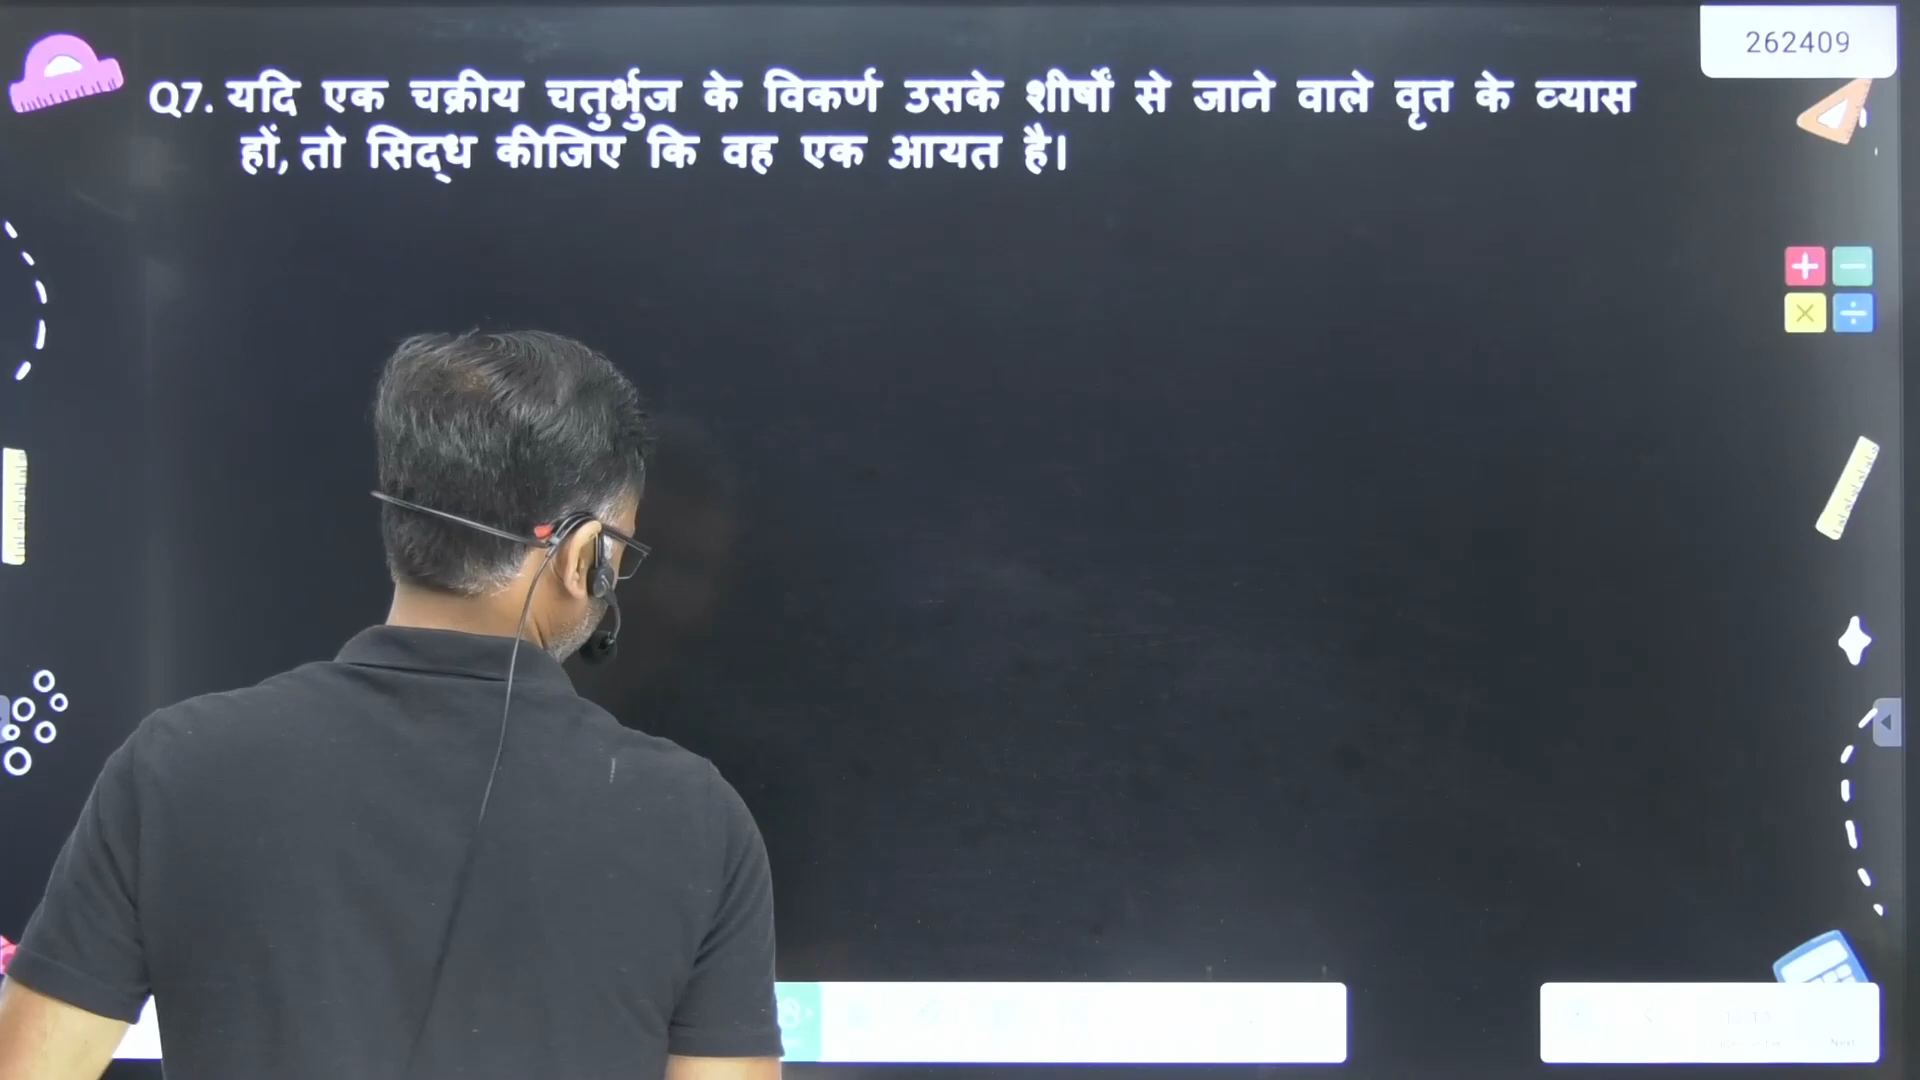 262409
Q7. यदि एक चक्रीय चतुर्भुज के विकर्ण उसके शीर्षों से जाने वाले वृत के व्यास
हों, तो सिद्ध कीजिए कि वह एक आयत है।